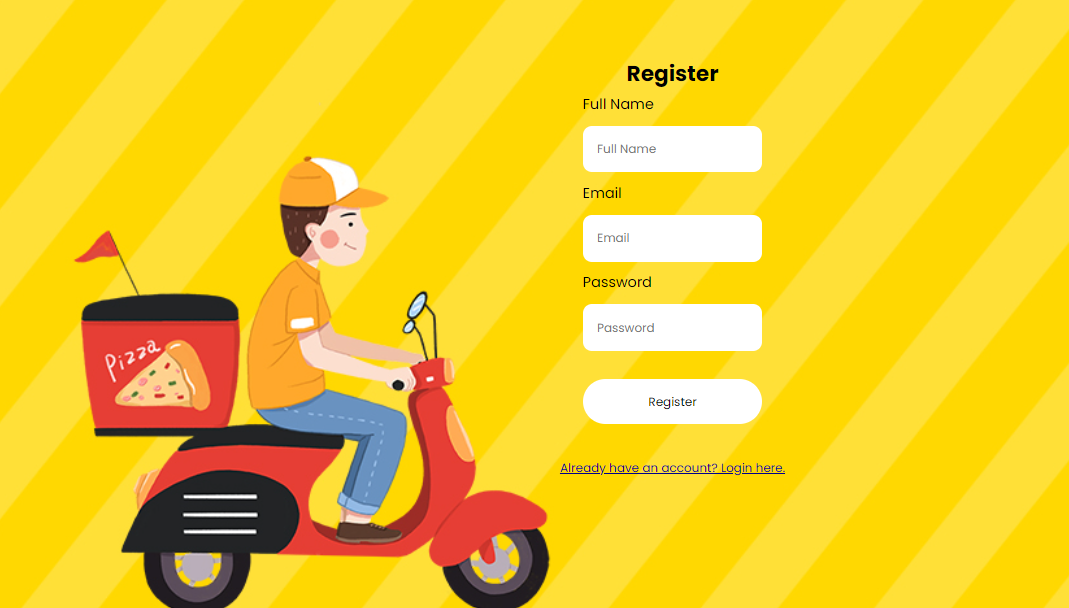 Register
Full Name
Full Name
Email
Email
Password
Password
Register
Already have an account? Login here.
Pizza